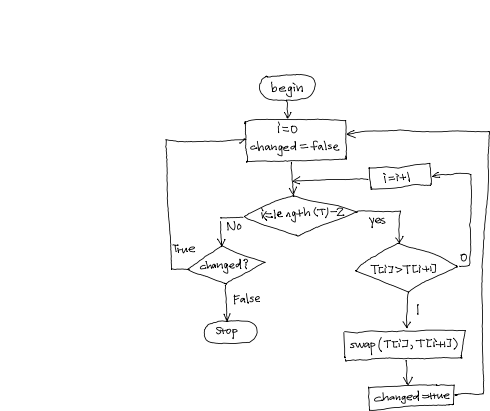 begin
i=0
changed=false
i=i+1
i<=length(T)-2
No
yes
True
changed?
T[i]>T[i+1]
0
False
1
Stop
swap(T[i],T[i+1])
changed=true